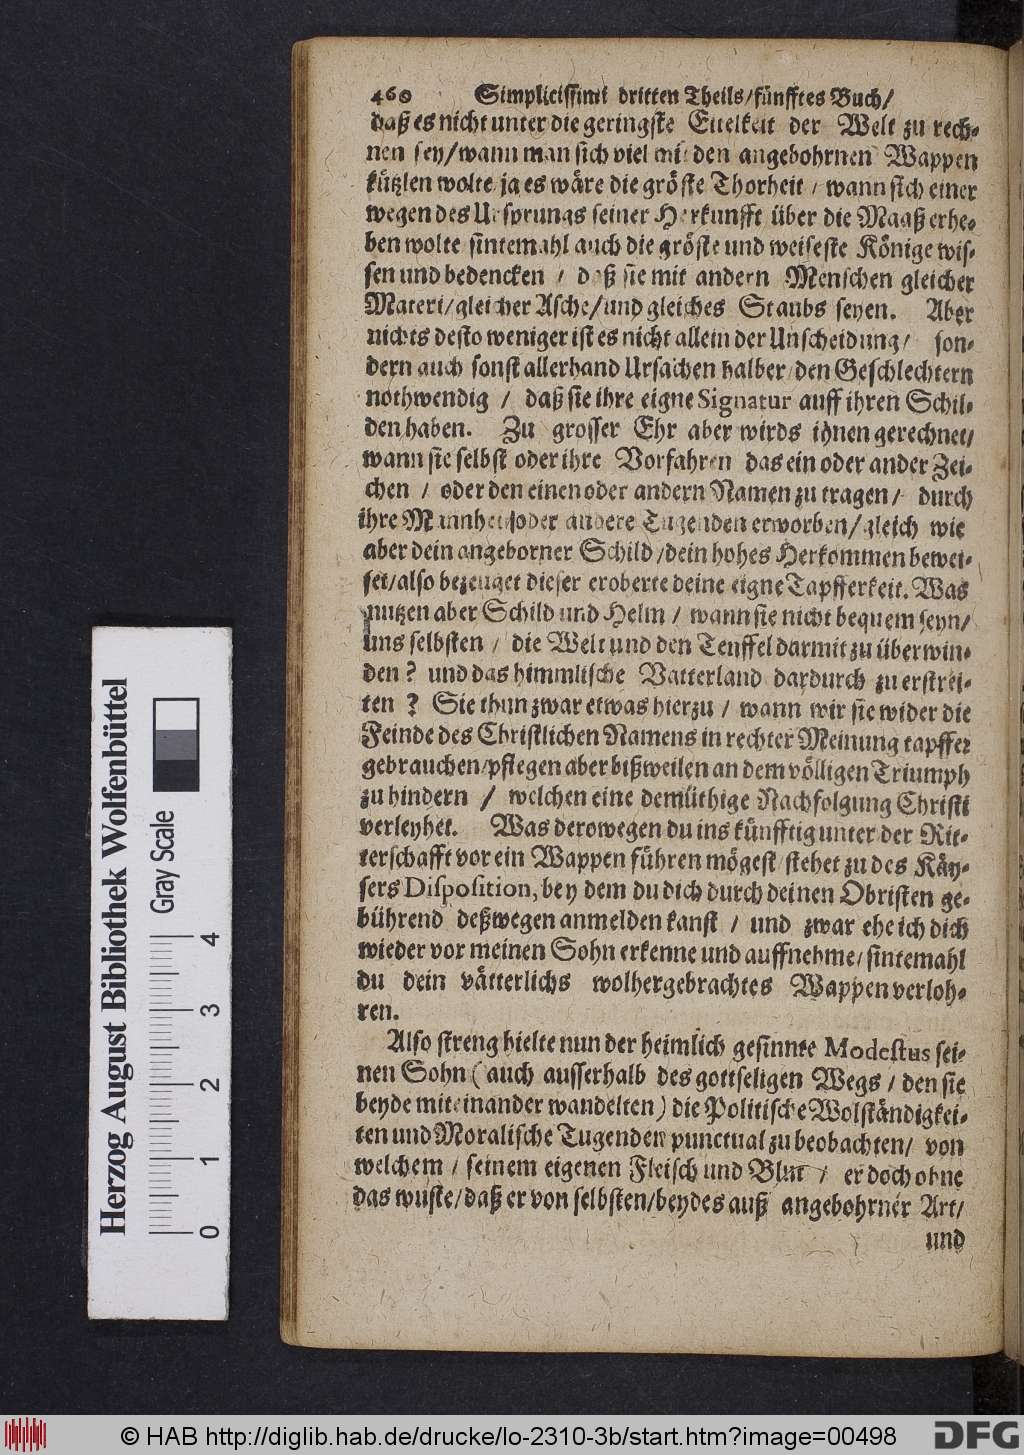 460 Simplicissimi dritten Theils/fünfftes Buch/
daß es nicht unter die geringste Eitelkeit der Welt zu rech-
nen sey/wann man sich viel mit den angebohrnen Wappen
kützlen wolte ja es wäre die gröste Thorheit / wann sich einer
wegen des Ursprungs seiner Herkunfft über die Maaß erhe-
ben wolte sintemahl auch die gröste und weiseste Könige wis-
sen und bedencken / daß sie mit andern Menschen gleicher
Materi/gleicher Asche/und gleiches Staubs seyen. Aber
nichts desto weniger ist es nicht allein der Unscheidung/ son-
dern auch sonst allerhand Ursachen halber den Geschlechtern
nothwendig / daß sie ihre eigne Signatur auff ihren Schil-
den haben. Zu grosser Ehr aber wirds ihnen gerechnet/
wann sie selbst oder ihre Vorfahren das ein oder ander Zei-
chen / oder den einen oder andern Namen zu tragen/ durch
ihre Mannheit/oder andere Tugenden erworben/gleich wie
aber dein angeborner Schild/dein hohes Herkommen bewei-
set/also bezeuget dieser eroberte deine eigne Tapfferkeit. Was
nutzen aber Schild und Helm / wann sie nicht bequem seyn/
uns selbsten / die Welt und den Teuffel darmit zu überwin-
den? und das himmlische Vatterland dardurch zu erstrei-
ten ? Sie thun zwar etwas hierzu / wann wir sie wider die
Feinde des Christlichen Namens in rechter Meinung tapffer
gebrauchen/pflegen aber bißweilen an dem völligen Triumph
zu hindern / welchen eine demüthige Nachfolgung Christi
verleyhet. Was derowegen du ins künfftig unter der Rit-
terschafft vor ein Wappen führen mögest/stehet zu des Käy-
sers Disposition, bey dem du dich durch deinen Obristen ge-
bührend deßwegen anmelden kanst / und zwar ehe ich dich
wieder vor meinen Sohn erkenne und auffnehme/sintemahl
du dein vätterlichs wolhergebrachtes Wappen verloh-
ren.
Also streng hielte nun der heimlich gesinnte Modestus sei-
nen Sohn (auch ausserhalb des gottseligen Wegs / den sie
beyde miteinander wandelten) die Politische Wolständigkei-
ten und Moralische Tugenden punctual zu beobachten/ von
welchem / seinem eigenen Fleisch und Blut / er doch ohne
das wuste/daß er von selbsten/beydes auß angebohrner Art/
und
Herzog August Bibliothek Wolfenbüttel
Gray Scale
0 1 2 3 4
© HAB http://diglib.hab.de/drucke/lo-2310-3b/start.htm?image=00498
DFG